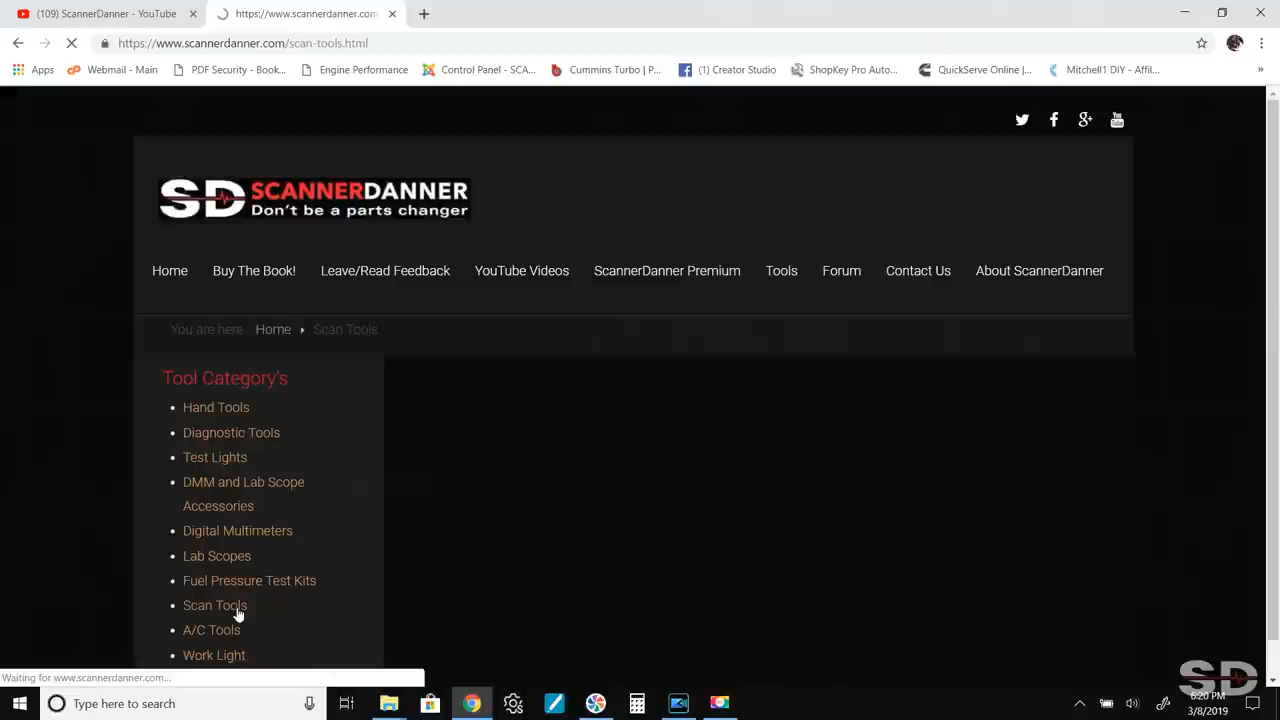 (109) ScannerDanner - YouTube
https://www.scannerdanner.com
https://www.scannerdanner.com/scan-tools.html
Apps Webmail - Main PDF Security - Book... Engine Performance Control Panel - SCA... Cummins Turbo | P... (1) Creator Studio ShopKey Pro Auto... QuickServe Online |... Mitchell1 DIY - Affil... »
SD SCANNERDANNER
Don't be a parts changer
Home Buy The Book! Leave/Read Feedback YouTube Videos ScannerDanner Premium Tools Forum Contact Us About ScannerDanner
You are here Home Scan Tools
Tool Category's
• Hand Tools
• Diagnostic Tools
• Test Lights
• DMM and Lab Scope
Accessories
• Digital Multimeters
• Lab Scopes
• Fuel Pressure Test Kits
• Scan Tools
• A/C Tools
• Work Light
Waiting for www.scannerdanner.com...
SD
Type here to search
6:20 PM
3/8/2019